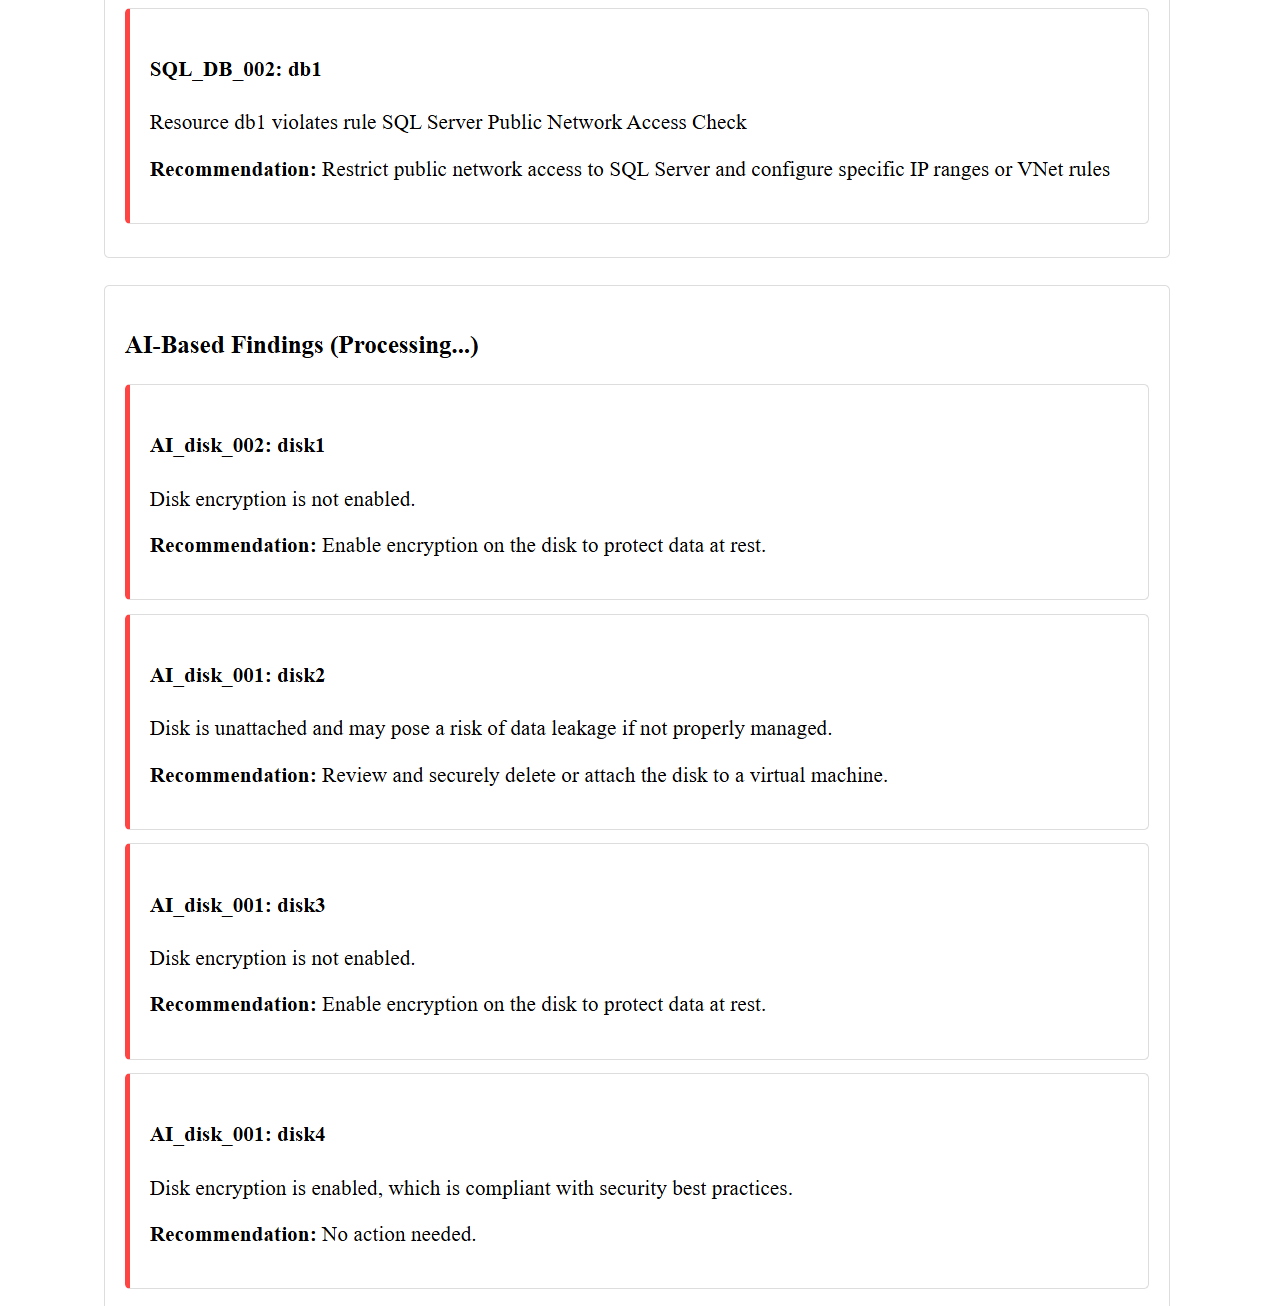 SQL_DB_002: db1
Resource db1 violates rule SQL Server Public Network Access Check
Recommendation: Restrict public network access to SQL Server and configure specific IP ranges or VNet rules
AI-Based Findings (Processing...)
AI_disk_002: disk1
Disk encryption is not enabled.
Recommendation: Enable encryption on the disk to protect data at rest.
AI_disk_001: disk2
Disk is unattached and may pose a risk of data leakage if not properly managed.
Recommendation: Review and securely delete or attach the disk to a virtual machine.
AI_disk_001: disk3
Disk encryption is not enabled.
Recommendation: Enable encryption on the disk to protect data at rest.
AI_disk_001: disk4
Disk encryption is enabled, which is compliant with security best practices.
Recommendation: No action needed.